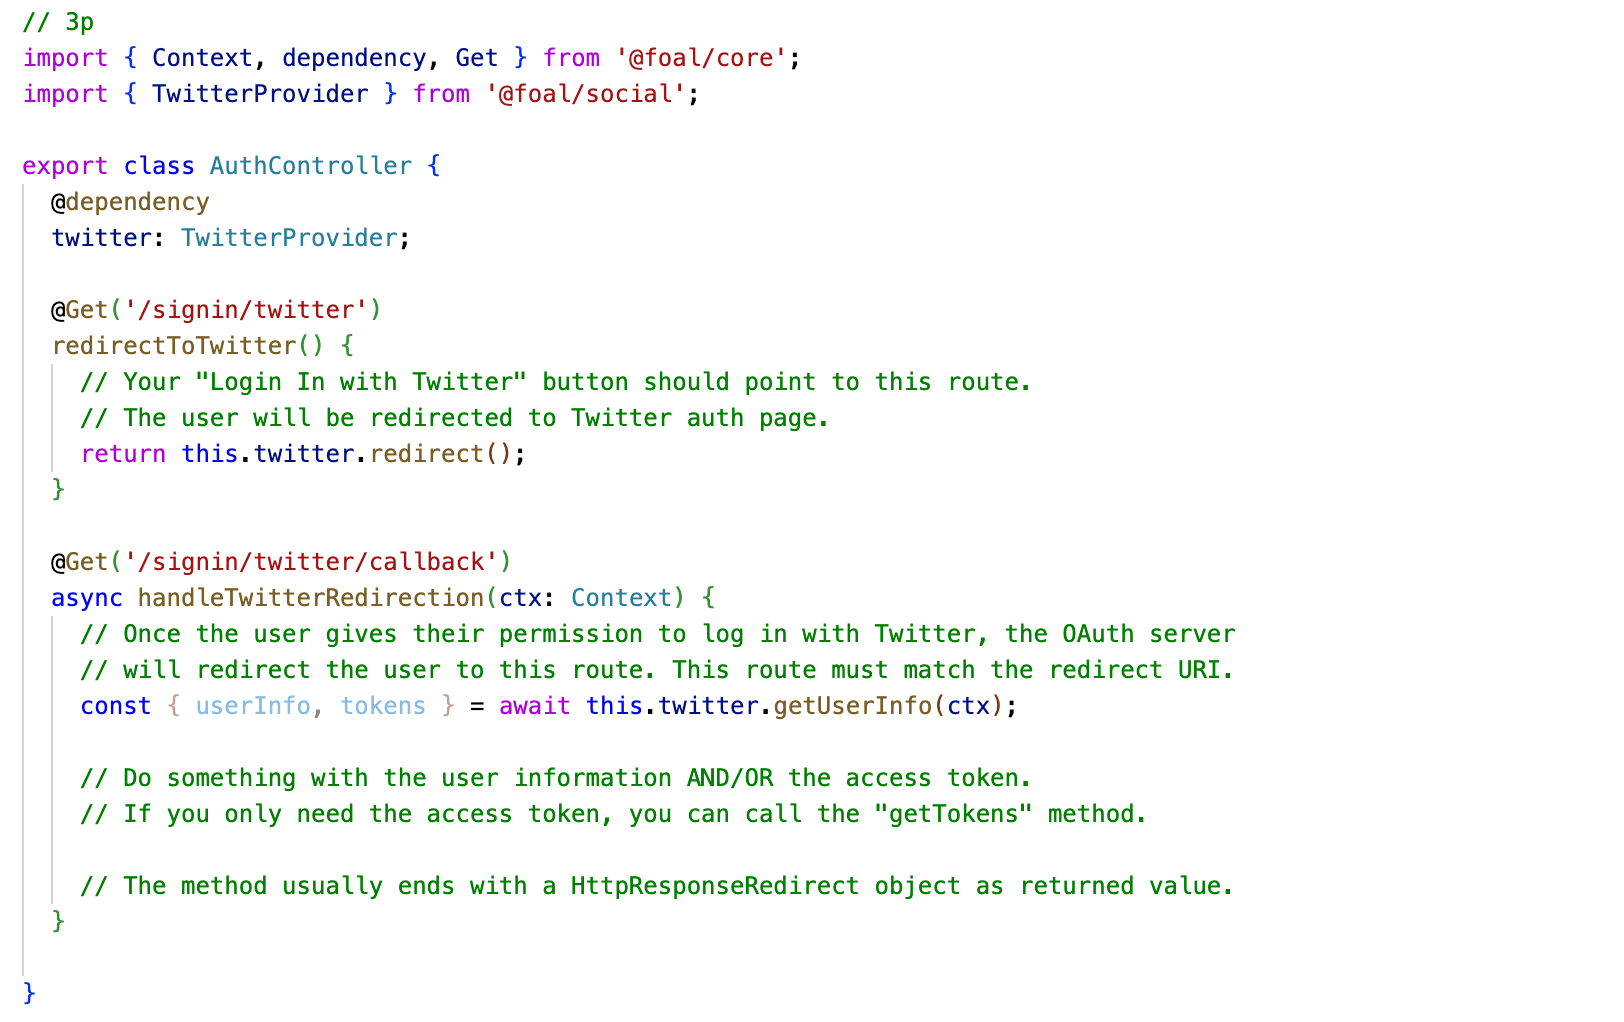 // 3p
import { Context, dependency, Get } from '@foal/core';
import { TwitterProvider } from '@foal/social';

export class AuthController {
  @dependency
  twitter: TwitterProvider;

  @Get('/signin/twitter')
  redirectToTwitter() {
    // Your "Login In with Twitter" button should point to this route.
    // The user will be redirected to Twitter auth page.
    return this.twitter.redirect();
  }

  @Get('/signin/twitter/callback')
  async handleTwitterRedirection(ctx: Context) {
    // Once the user gives their permission to log in with Twitter, the OAuth server
    // will redirect the user to this route. This route must match the redirect URI.
    const { userInfo, tokens } = await this.twitter.getUserInfo(ctx);

    // Do something with the user information AND/OR the access token.
    // If you only need the access token, you can call the "getTokens" method.

    // The method usually ends with a HttpResponseRedirect object as returned value.
  }

}